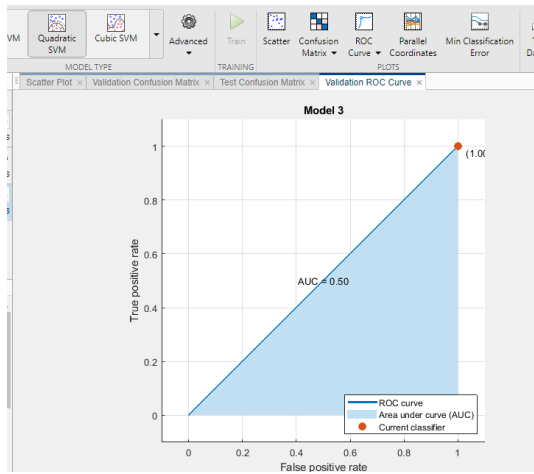 VM
Quadratic
SVM
Cubic SVM
Advanced
Train
Scatter
Confusion
Matrix
ROC
Curve
Parallel
Coordinates
Min Classification
Error
MODEL TYPE
TRAINING
PLOTS
Scatter Plot ×
Validation Confusion Matrix ×
Test Confusion Matrix ×
Validation ROC Curve ×
Model 3
(1.00
AUC = 0.50
True positive rate
1
0.8
0.6
0.4
0.2
0
0 0.2 0.4 0.6 0.8 1
False positive rate
ROC curve
Area under curve (AUC)
Current classifier